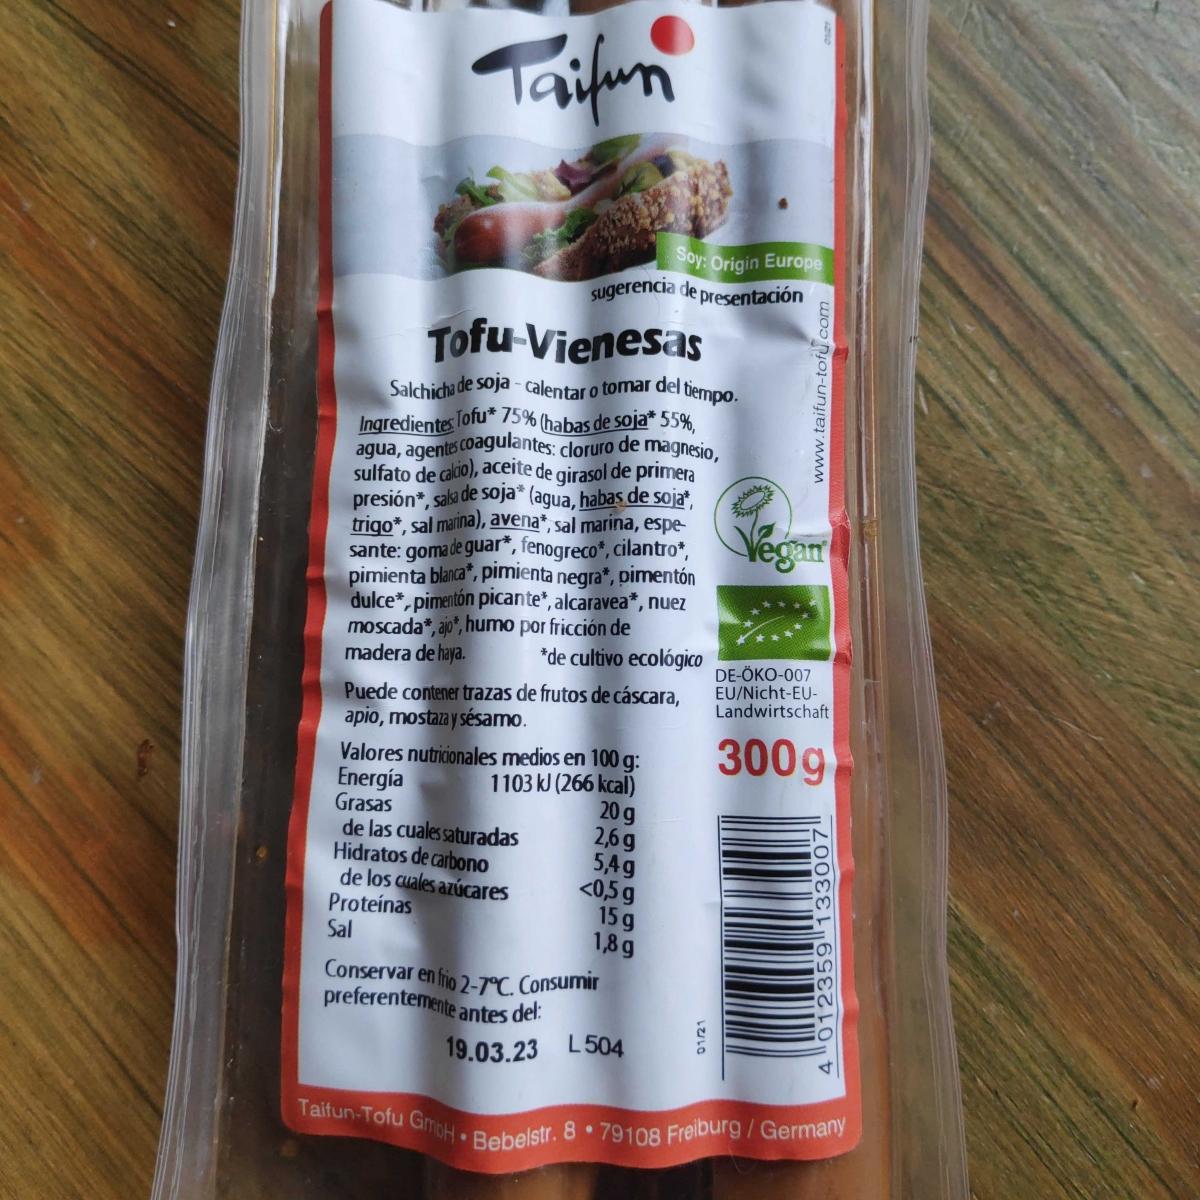 Taifun
01/21
Soy: Origin Europe
sugerencia de presentación
www.taifun-tofu.com
Tofu-Vienesas
Salchicha de soja - calentar o tomar del tiempo.
Ingredientes: Tofu* 75% (habas de soja* 55%,
agua, agentes coagulantes: cloruro de magnesio,
sulfato de calcio), aceite de girasol de primera
presión*, salsa de soja* (agua, habas de soja*,
trigo*, sal marina), avena*, sal marina, espe-
sante: goma de guar*, fenogreco*, cilantro*,
pimienta blanca*, pimienta negra*, pimentón
dulce*, pimentón picante*, alcaravea*, nuez
moscada*, ajo*, humo por fricción de
madera de haya. *de cultivo ecológico
Vegan
DE-ÖKO-007
EU/Nicht-EU-
Landwirtschaft
Puede contener trazas de frutos de cáscara,
apio, mostaza y sésamo.
300g
Valores nutricionales medios en 100 g:
Energía 1103 kJ (266 kcal)
Grasas 20 g
de las cuales saturadas 2,6 g
Hidratos de carbono 5,4 g
de los cuales azúcares <0,5 g
Proteínas 15 g
Sal 1,8 g
Conservar en frio 2-7°C. Consumir
preferentemente antes del:
19.03.23 L 504
01/21
4 012359 133007
Taifun-Tofu GmbH • Bebelstr. 8 • 79108 Freiburg / Germany